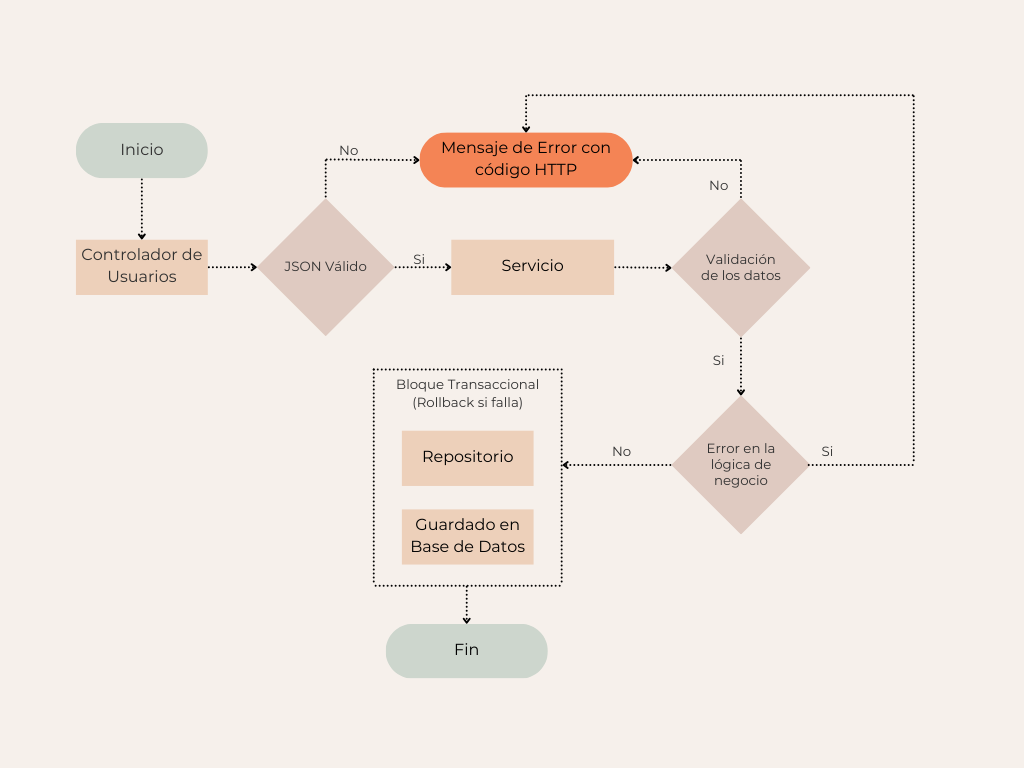 Inicio
No
Mensaje de Error con
código HTTP
No
Controlador de
Usuarios
JSON Válido
Si
Servicio
Validación
de los datos
Si
Bloque Transaccional
(Rollback si falla)
Repositorio
Guardado en
Base de Datos
No
Error en la
lógica de
negocio
Si
Fin